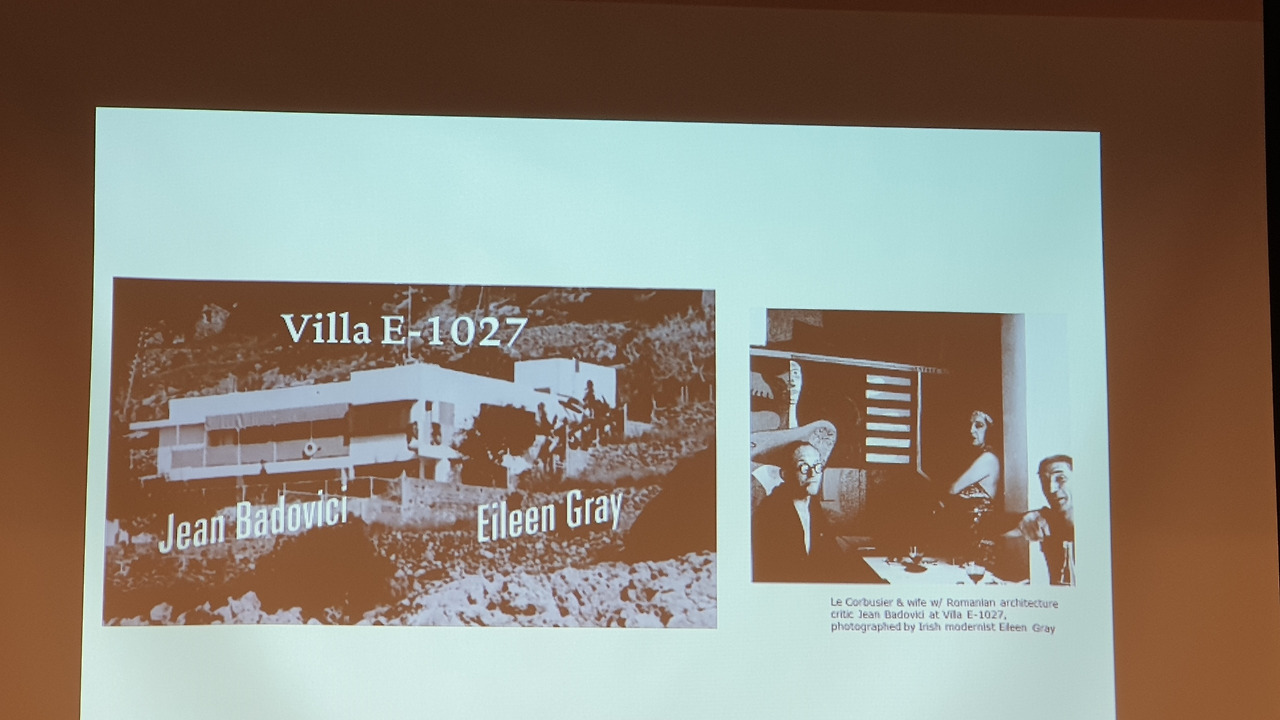 Villa E-1027
Jean Badovici
Eileen Gray
Le Corbusier & wife w/ Romanian architecture
critic Jean Badovici at Villa E-1027,
photographed by Irish modernist Eileen Gray